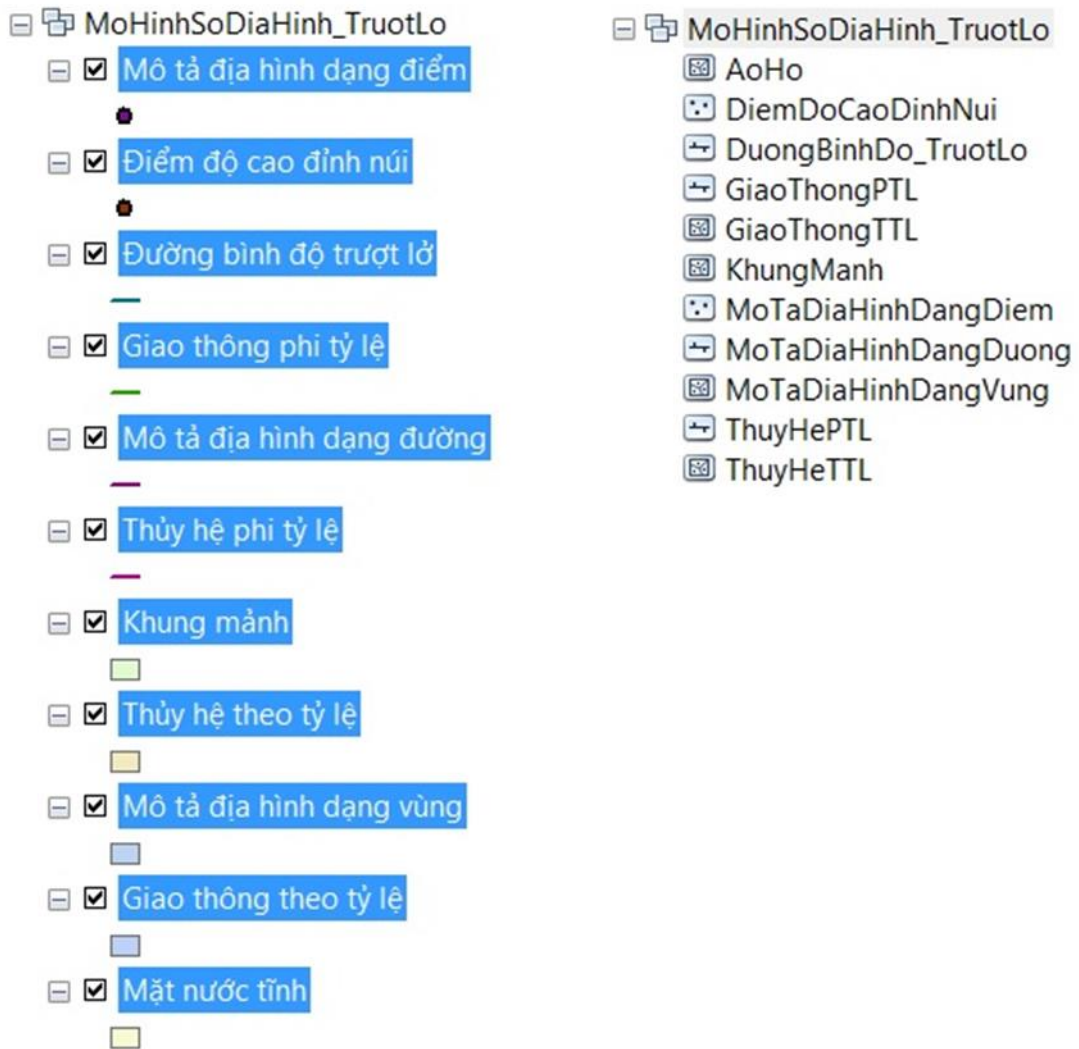 MoHinhSoDiaHinh_TruotLo
Mô tả địa hình dạng điểm
Điểm độ cao đỉnh núi
Đường bình độ trượt lở
Giao thông phi tỷ lệ
Mô tả địa hình dạng đường
Thủy hệ phi tỷ lệ
Khung mảnh
Thủy hệ theo tỷ lệ
Mô tả địa hình dạng vùng
Giao thông theo tỷ lệ
Mặt nước tĩnh
MoHinhSoDiaHinh_TruotLo
AoHo
DiemDoCaoDinhNui
DuongBinhDo_TruotLo
GiaoThongPTL
GiaoThongTTL
KhungManh
MoTaDiaHinhDangDiem
MoTaDiaHinhDangDuong
MoTaDiaHinhDangVung
ThuyHePTL
ThuyHeTTL